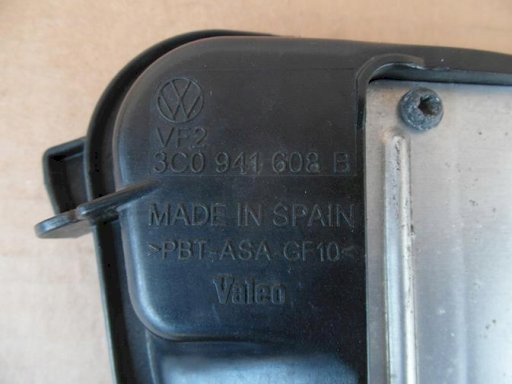 VF2
3C0 941 608 B
MADE IN SPAIN
>PBT-ASA-GF10<
Valeo